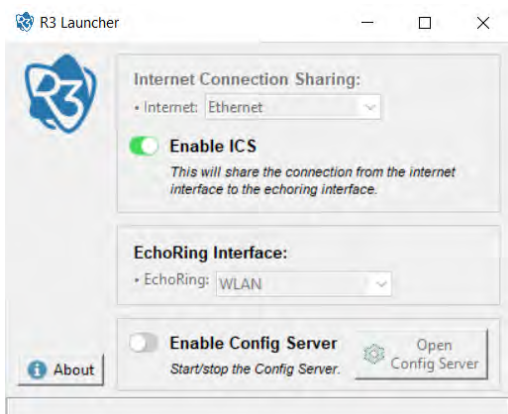 R3 Launcher
R3
Internet Connection Sharing:
• Internet: Ethernet
Enable ICS
This will share the connection from the internet
interface to the echoring interface.
EchoRing Interface:
• EchoRing: WLAN
Enable Config Server
Start/stop the Config Server.
Open
Config Server
About